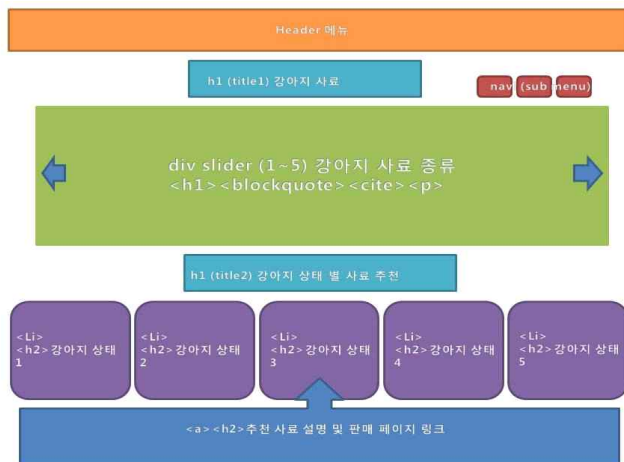 Header 메뉴
h1 (title1) 강아지 사료
nav (sub menu)
div slider (1~5) 강아지 사료 종류
<h1><blockquote><cite><p>
h1 (title2) 강아지 상태 별 사료 추천
<Li>
<h2>강아지 상태
1
<Li>
<h2>강아지 상태
2
<Li>
<h2>강아지 상태
3
<Li>
<h2>강아지 상태
4
<Li>
<h2>강아지 상태
5
<a><h2>추천 사료 설명 및 판매 페이지 링크